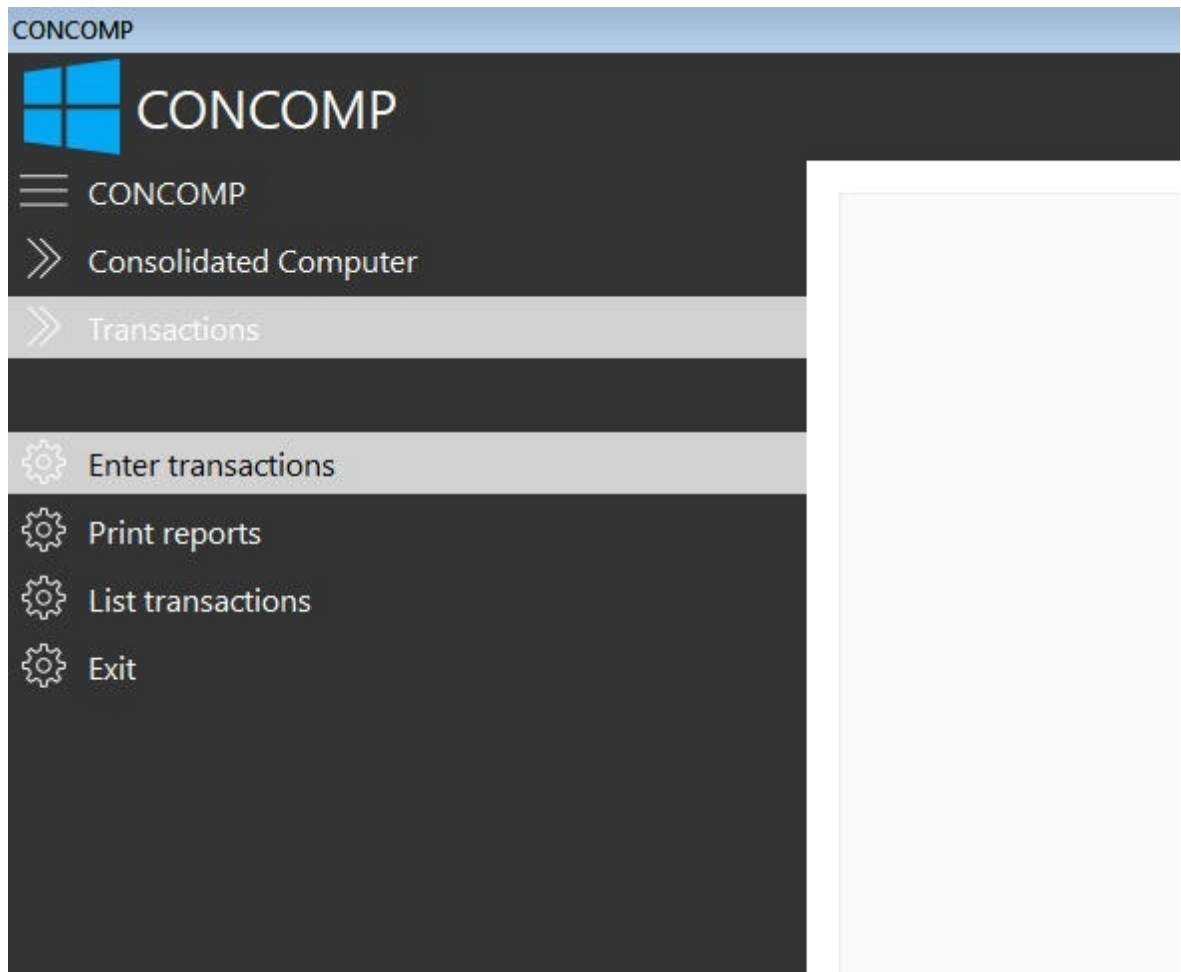 CONCOMP
CONCOMP
CONCOMP
Consolidated Computer
Transactions
Enter transactions
Print reports
List transactions
Exit